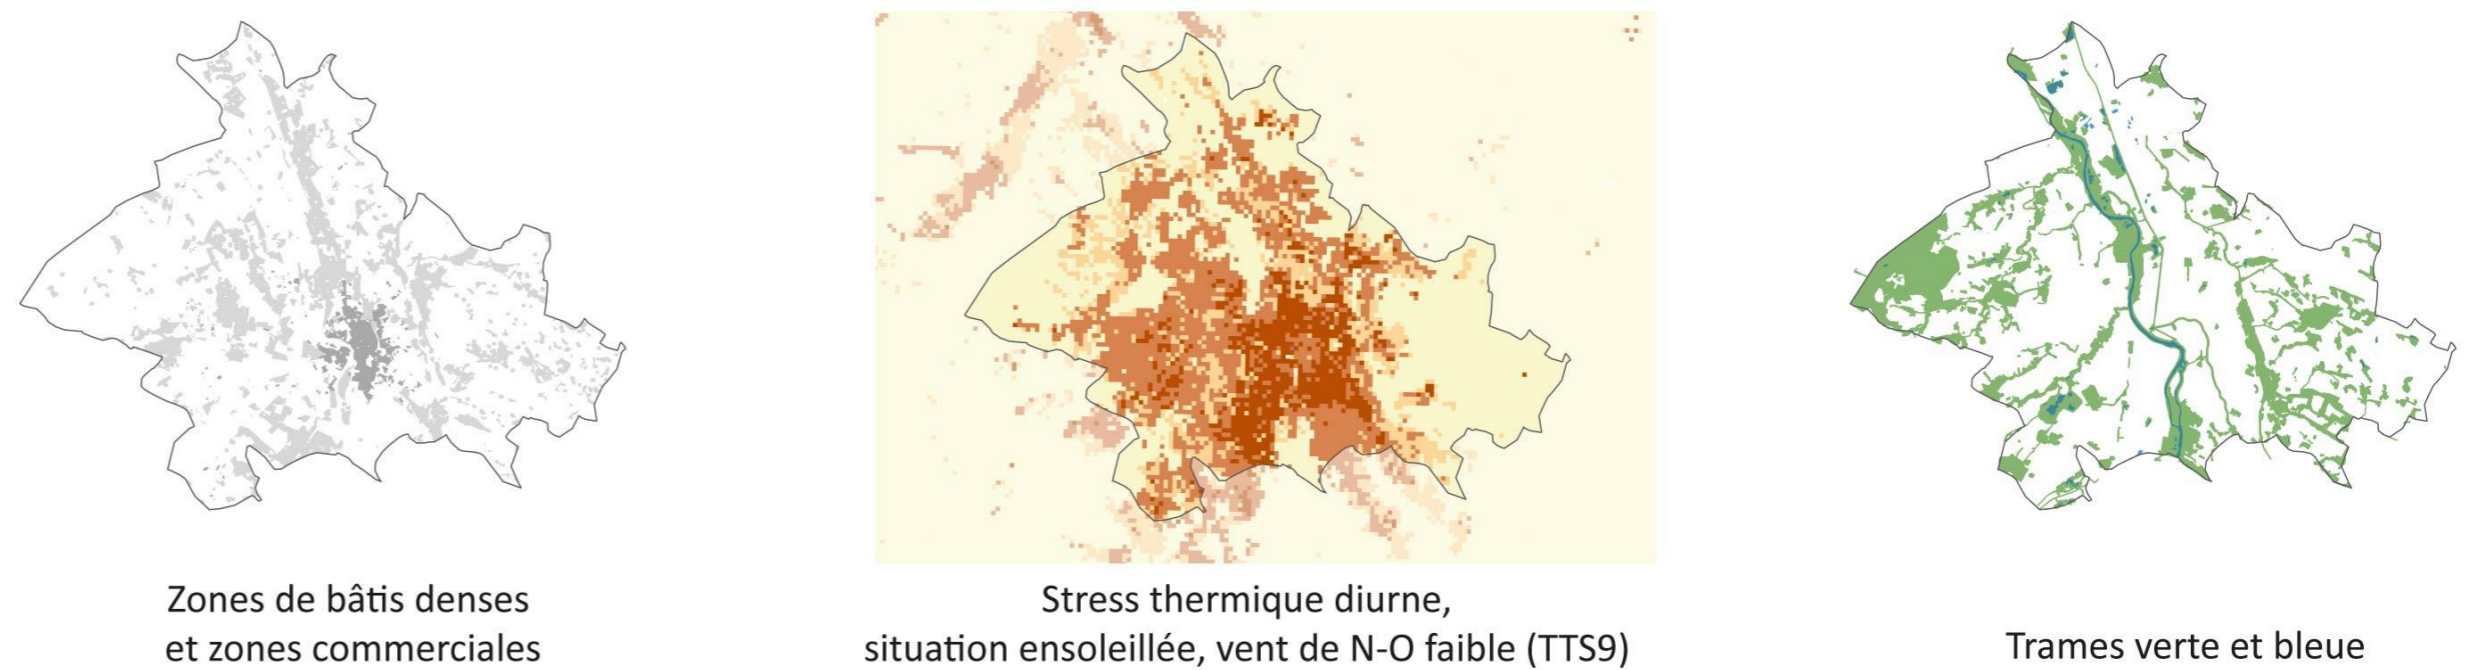 Zones de bâtis denses
et zones commerciales
Stress thermique diurne,
situation ensoleillée, vent de N-O faible (TTS9)
Trames verte et bleue